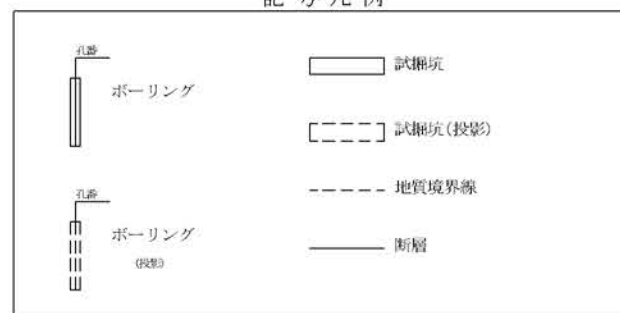 記 号 凡 例
孔番
ボーリング
孔番
ボーリング
(投影)
試掘坑
試掘坑(投影)
地質境界線
断層